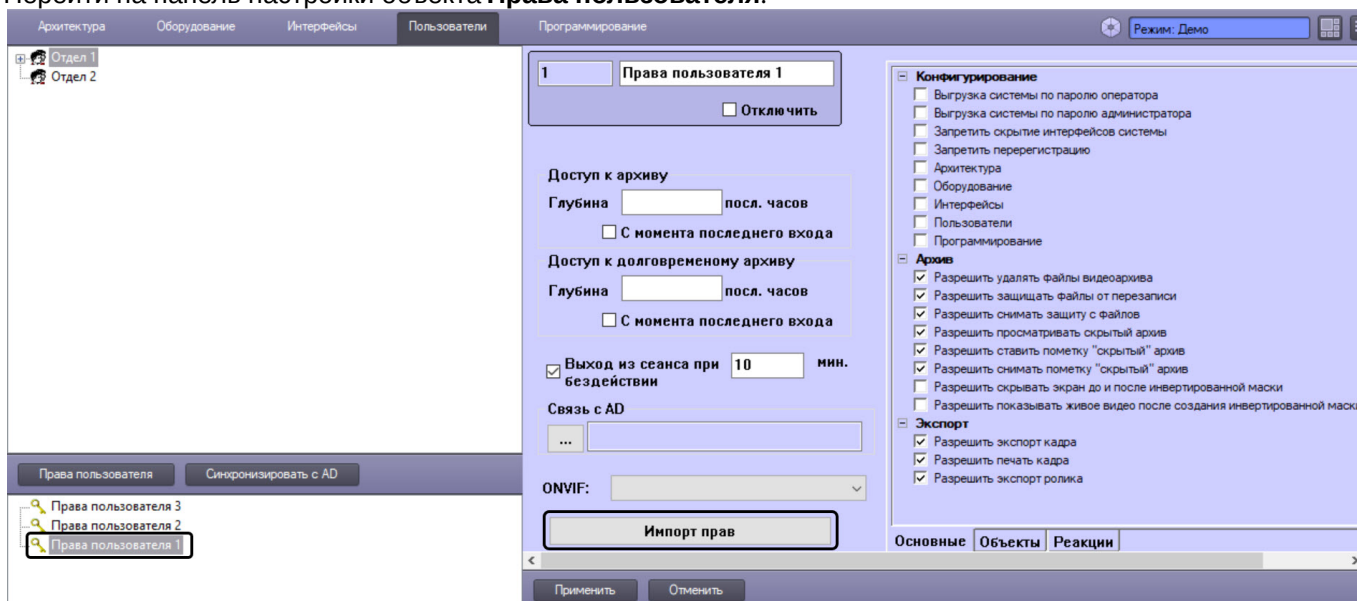 Перейти на панель настройки объекта Права пользователя.
Архитектура Оборудование Интерфейсы Пользователи Программирование Режим: Демо
Отдел 1
Отдел 2
1 Права пользователя 1
Отключить
Доступ к архиву
Глубина посл. часов
С момента последнего входа
Доступ к долговременому архиву
Глубина посл. часов
С момента последнего входа
Выход из сеанса при бездействии 10 мин.
Связь с AD
...
ONVIF:
Импорт прав
Конфигурирование
Выгрузка системы по паролю оператора
Выгрузка системы по паролю администратора
Запретить скрытие интерфейсов системы
Запретить перерегистрацию
Архитектура
Оборудование
Интерфейсы
Пользователи
Программирование
Архив
Разрешить удалять файлы видеоархива
Разрешить защищать файлы от перезаписи
Разрешить снимать защиту с файлов
Разрешить просматривать скрытый архив
Разрешить ставить пометку "скрытый" архив
Разрешить снимать пометку "скрытый" архив
Разрешить скрывать экран до и после инвертированной маски
Разрешить показывать живое видео после создания инвертированной маск
Экспорт
Разрешить экспорт кадра
Разрешить печать кадра
Разрешить экспорт ролика
Основные Объекты Реакции
Права пользователя Синхронизировать с AD
Права пользователя 3
Права пользователя 2
Права пользователя 1
Применить Отменить